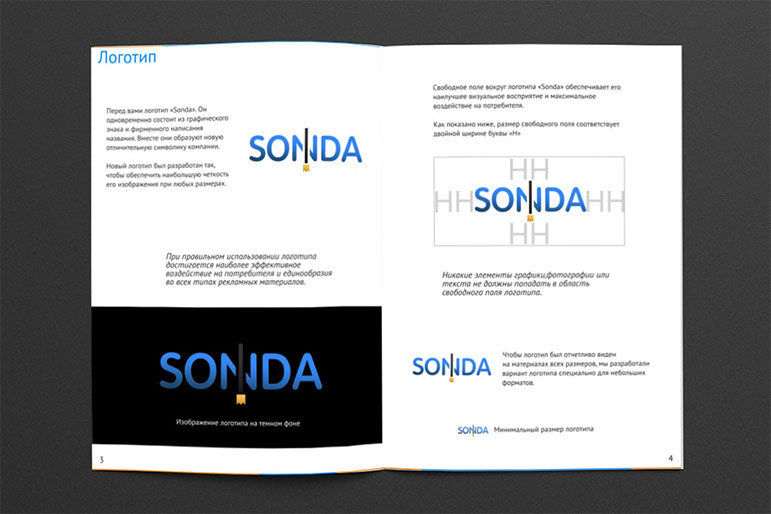 Логотип
Перед вами логотип «Sonda». Он
одновременно состоит из графического
знака и фирменного написания
названия. Вместе они образуют новую
отличительную символику компании.
Новый логотип был разработан так,
чтобы обеспечить наибольшую четкость
его изображения при любых размерах.
SONDA
При правильном использовании логотипа
достигается наиболее эффективное
воздействие на потребителя и единообразия
во всех типах рекламных материалов.
SONDA
Изображение логотипа на темном фоне
3
Свободное поле вокруг логотипа «Sonda» обеспечивает его
наилучшее визуальное восприятие и максимальное
воздействие на потребителя.
Как показано ниже, размер свободного поля соответствует
двойной ширине буквы «Н»
НН
НН SONDA НН
НН
Никакие элементы графики,фотографии или
текста не должны попадать в область
свободного поля логотипа.
SONDA
Чтобы логотип был отчетливо виден
на материалах всех размеров, мы разработали
вариант логотипа специально для небольших
форматов.
SONDA Минимальный размер логотипа
4